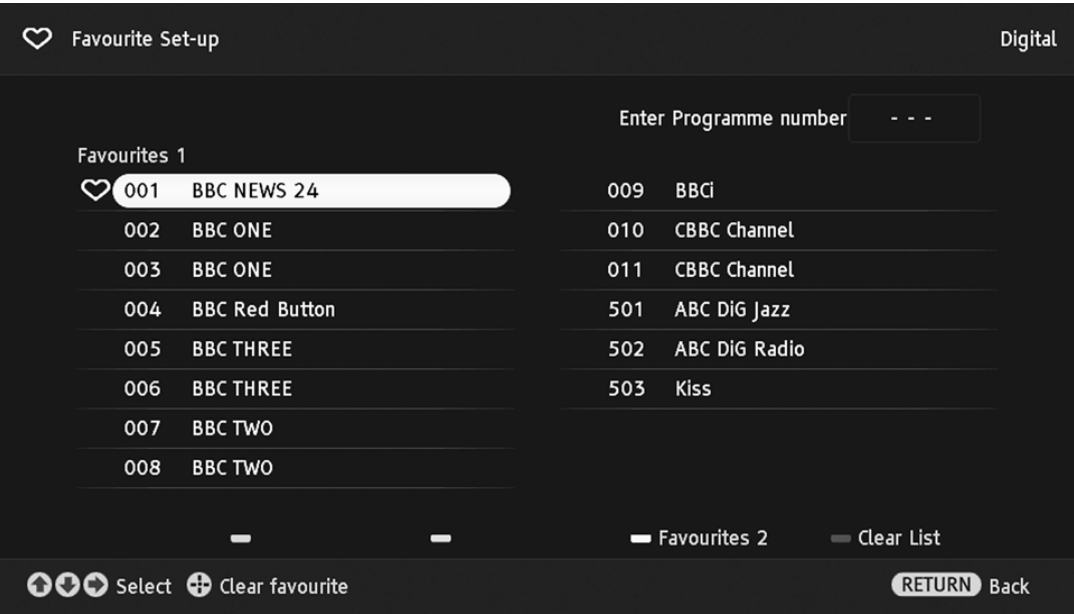 Favourite Set-up
Digital
Enter Programme number - - -
Favourites 1
001 BBC NEWS 24
002 BBC ONE
003 BBC ONE
004 BBC Red Button
005 BBC THREE
006 BBC THREE
007 BBC TWO
008 BBC TWO
009 BBCi
010 CBBC Channel
011 CBBC Channel
501 ABC DiG Jazz
502 ABC DiG Radio
503 Kiss
Favourites 2
Clear List
Select
Clear favourite
RETURN Back